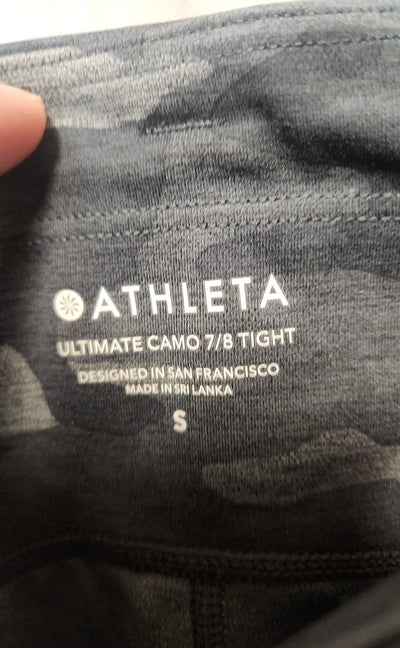 ATHLETA
ULTIMATE CAMO 7/8 TIGHT
DESIGNED IN SAN FRANCISCO
MADE IN SRI LANKA
S